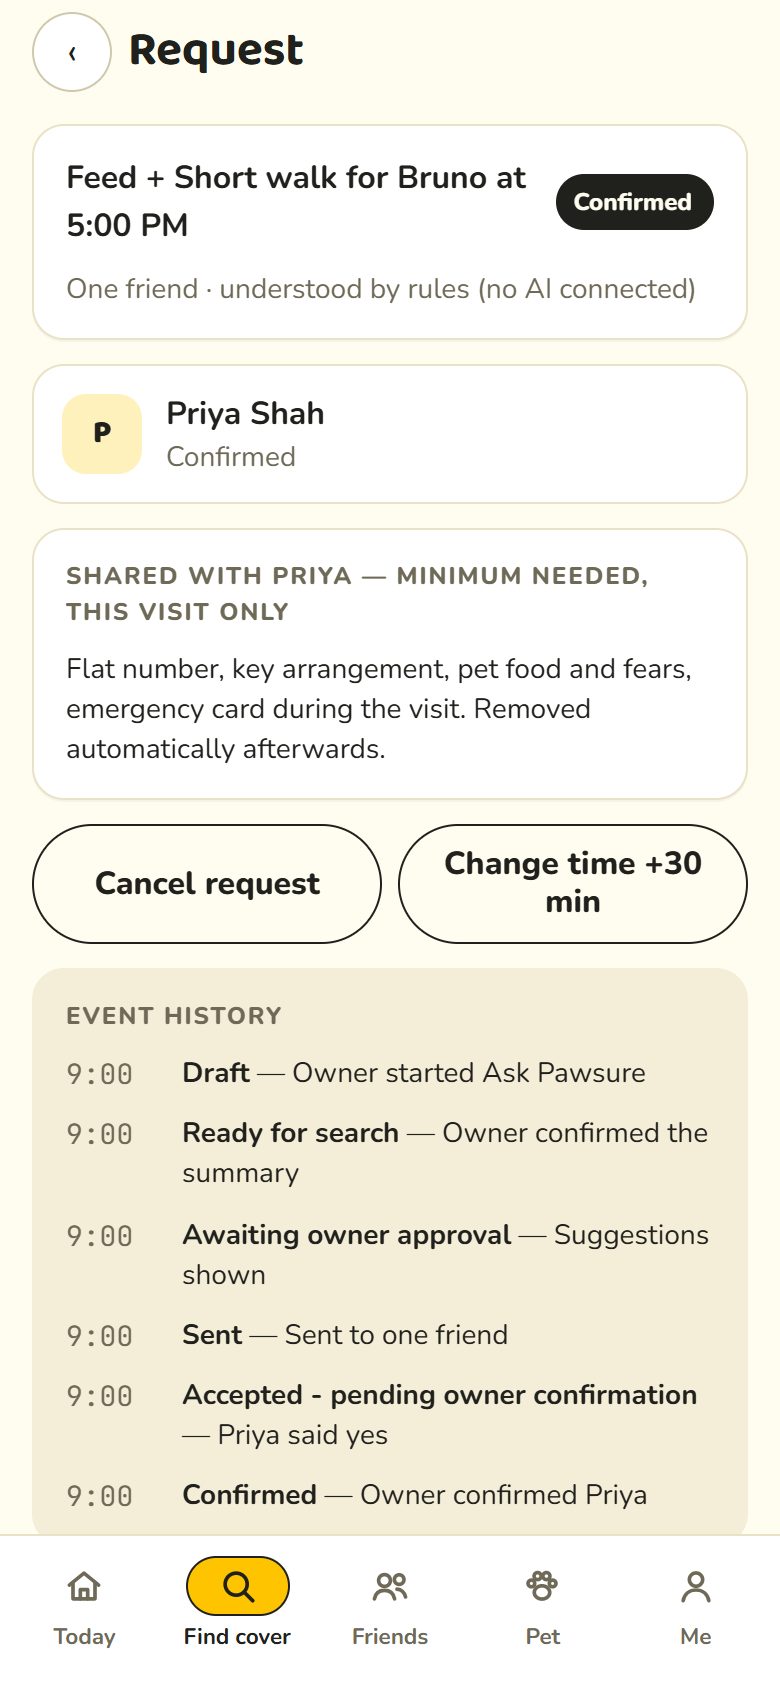 ‹ Request
Feed + Short walk for Bruno at
5:00 PM
Confirmed
One friend · understood by rules (no AI connected)
P
Priya Shah
Confirmed
SHARED WITH PRIYA — MINIMUM NEEDED,
THIS VISIT ONLY
Flat number, key arrangement, pet food and fears,
emergency card during the visit. Removed
automatically afterwards.
Cancel request
Change time +30
min
EVENT HISTORY
9:00 Draft — Owner started Ask Pawsure
9:00 Ready for search — Owner confirmed the
summary
9:00 Awaiting owner approval — Suggestions
shown
9:00 Sent — Sent to one friend
9:00 Accepted - pending owner confirmation
— Priya said yes
9:00 Confirmed — Owner confirmed Priya
Today Find cover Friends Pet Me